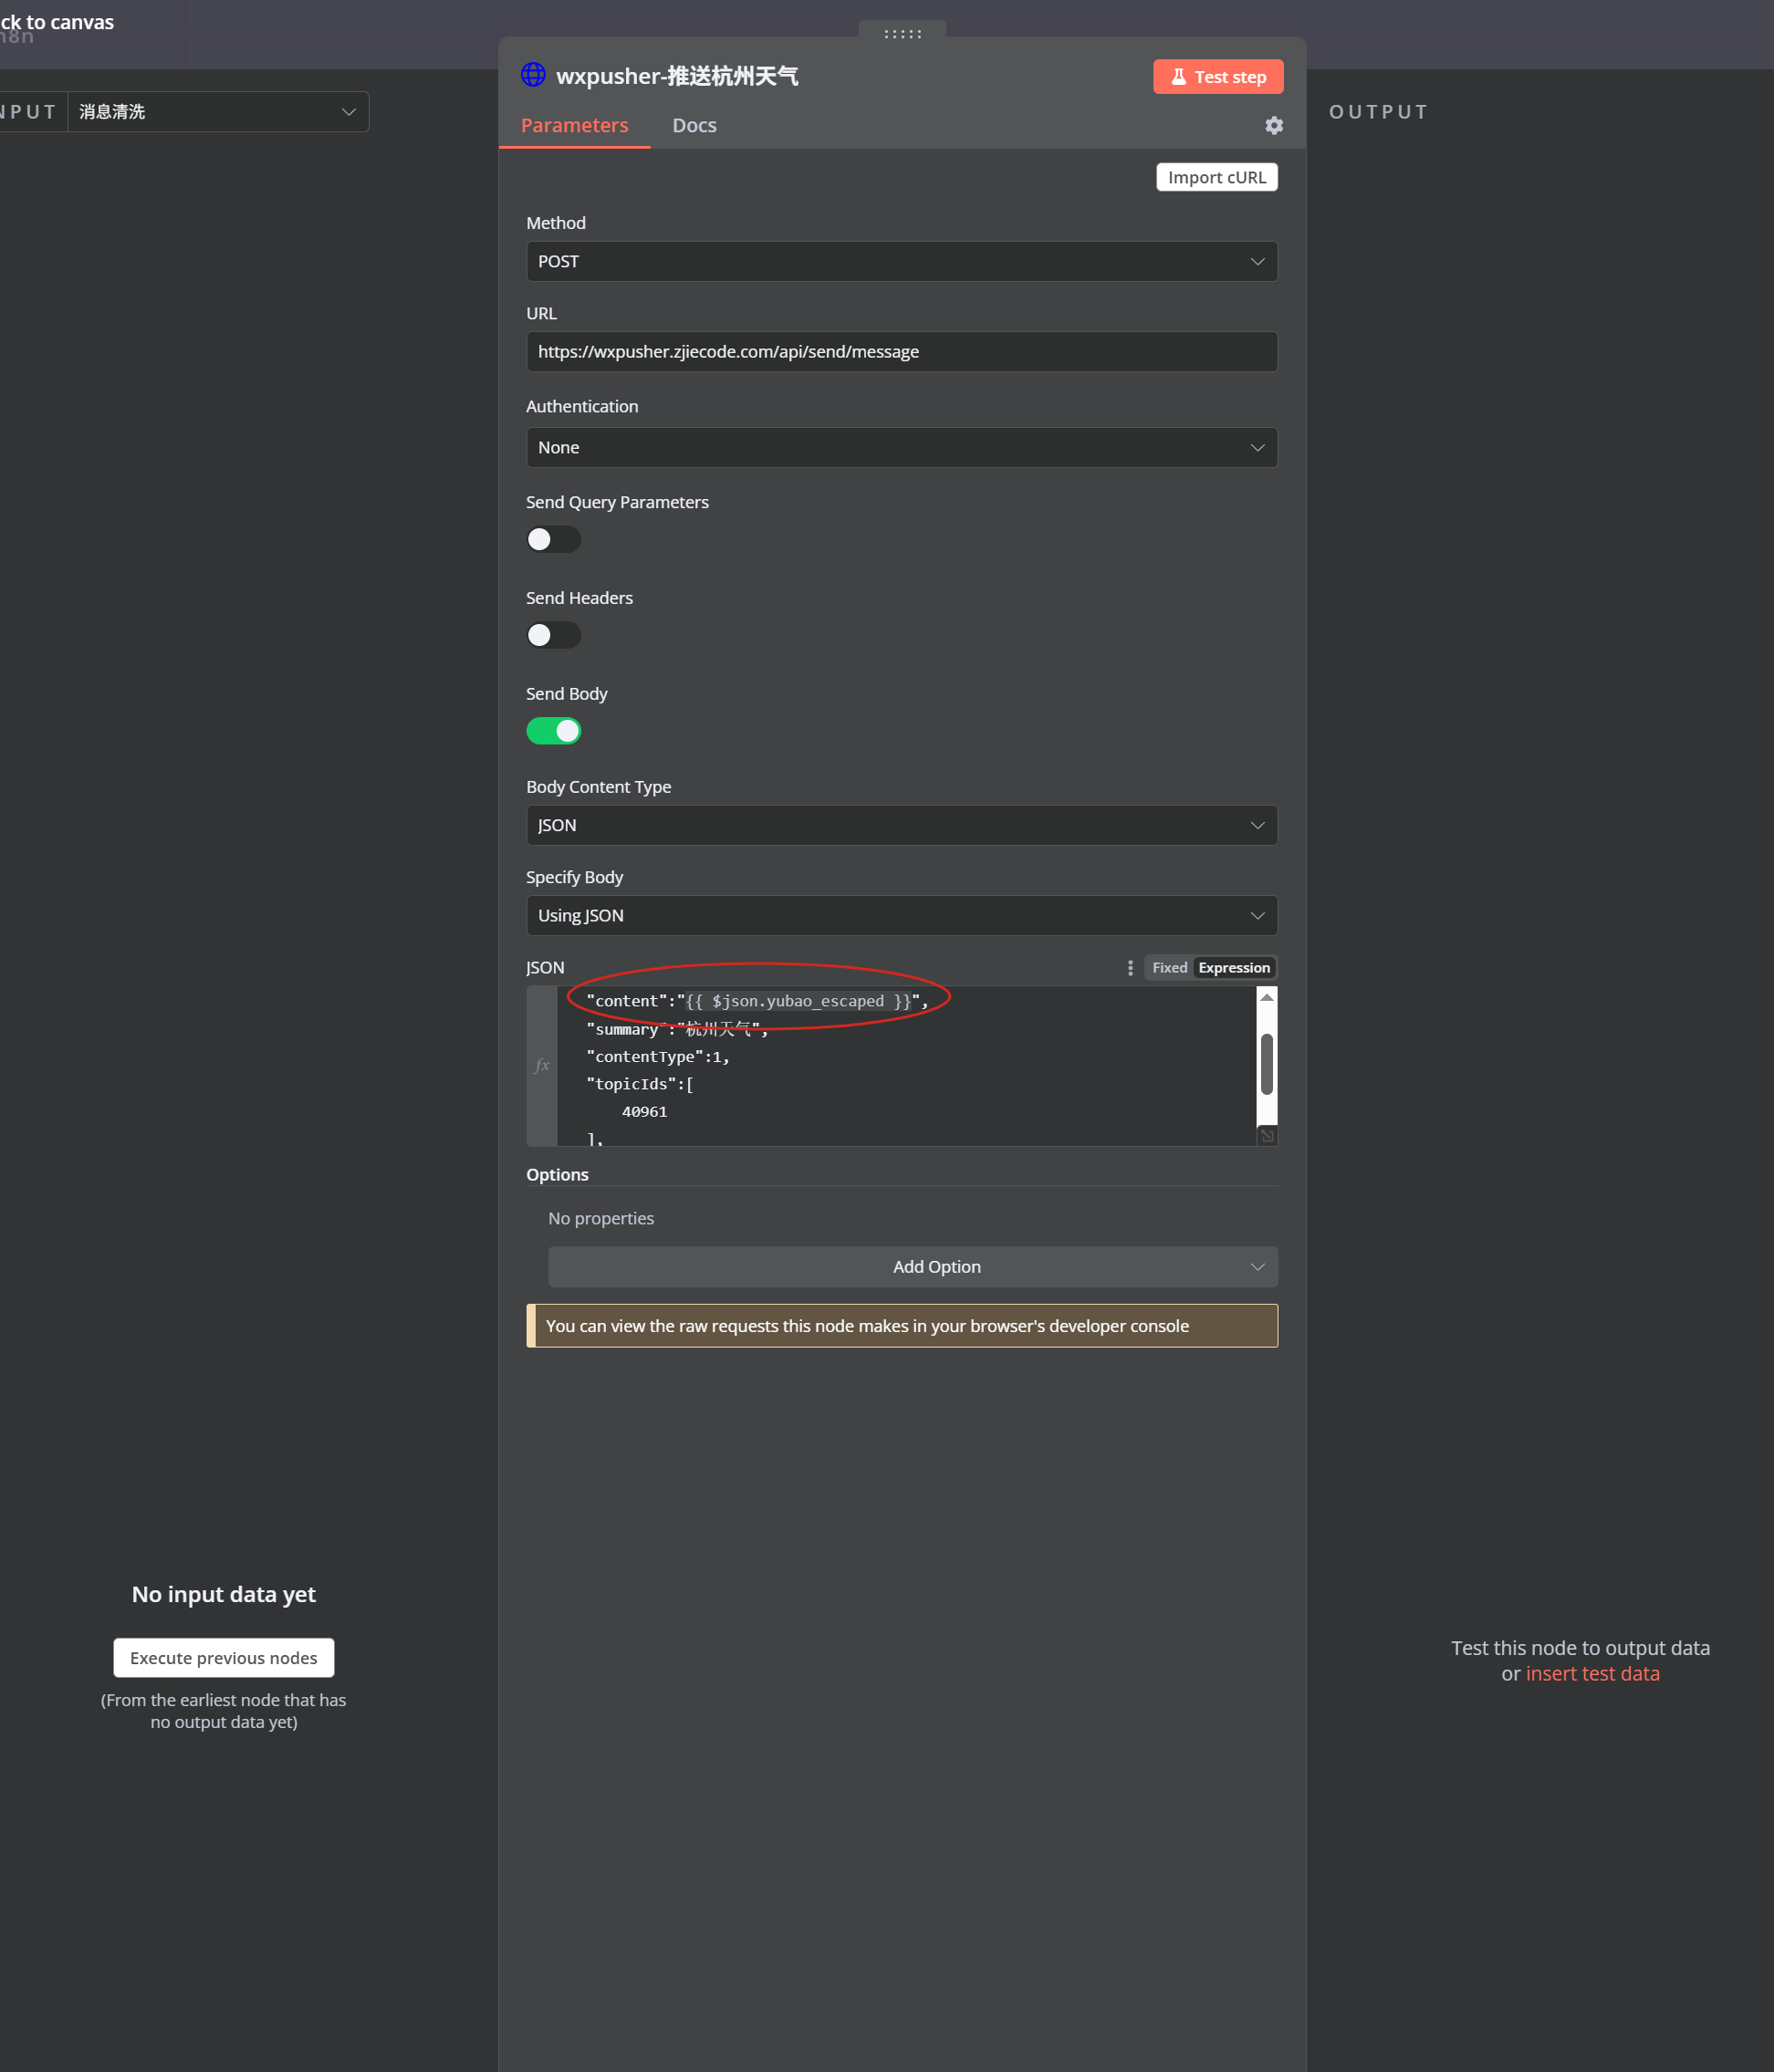 ck to canvas
n8n
NPUT
消息清洗
wxpusher-推送杭州天气
Test step
Parameters
Docs
OUTPUT
Import cURL
Method
POST
URL
https://wxpusher.zjiecode.com/api/send/message
Authentication
None
Send Query Parameters
Send Headers
Send Body
Body Content Type
JSON
Specify Body
Using JSON
JSON
Fixed
Expression
fx
"content":"{{ $json.yubao_escaped }}",
"summary":"杭州天气",
"contentType":1,
"topicIds":[
40961
],
Options
No properties
Add Option
You can view the raw requests this node makes in your browser's developer console
No input data yet
Execute previous nodes
(From the earliest node that has
no output data yet)
Test this node to output data
or insert test data